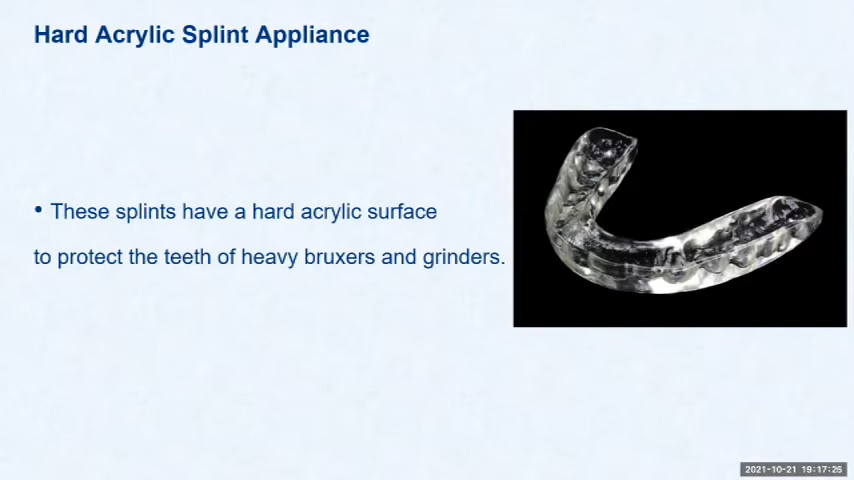 Hard Acrylic Splint Appliance
• These splints have a hard acrylic surface
to protect the teeth of heavy bruxers and grinders.
2021-10-21 19:17:25